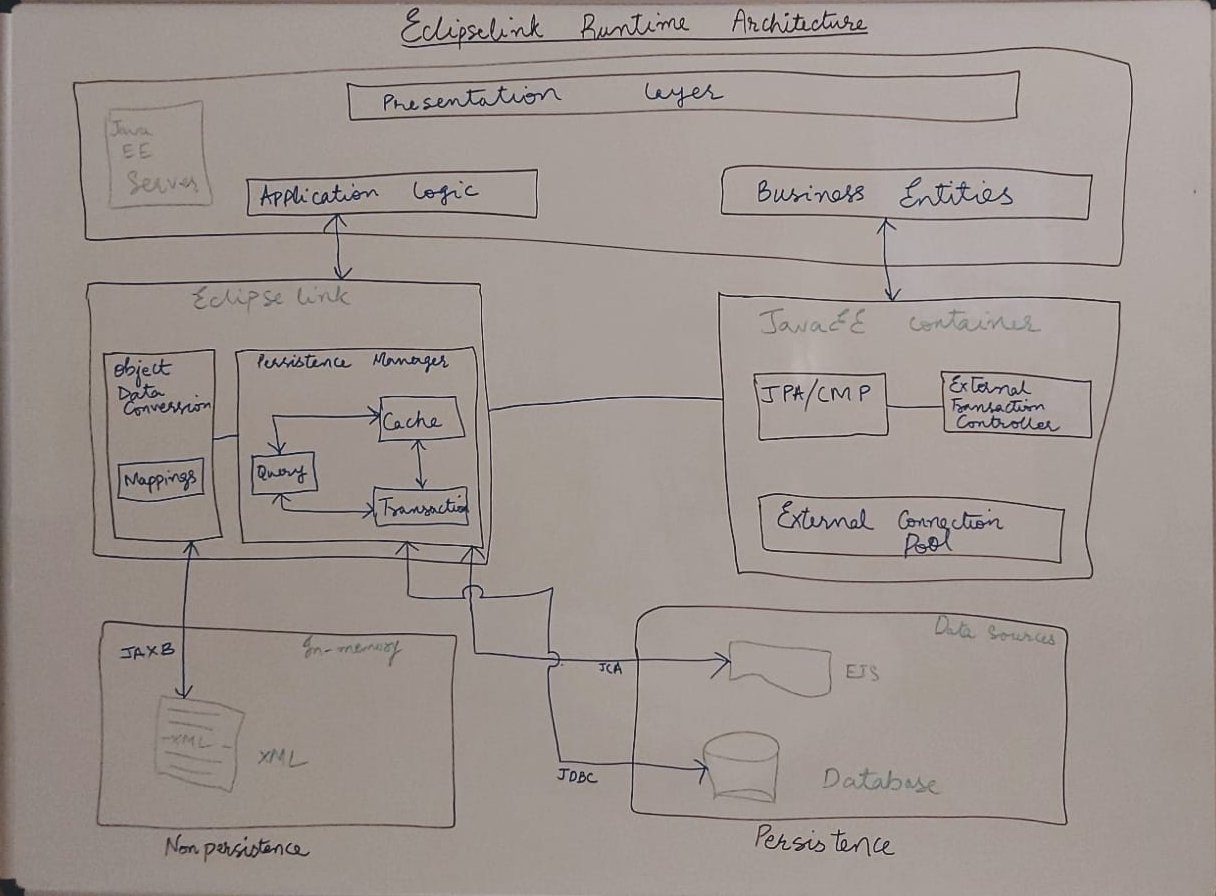 Eclipselink Runtime Architecture
Presentation Layer
Java
EE
Server
Application Logic
Business Entities
Eclipse link
JavaEE container
Object
Data
Conversion
Mappings
Persistence Manager
Cache
Query
Transaction
JPA/CMP
External
Transaction
Controller
External Connection
Pool
JAXB
In-memory
XML
XML
Nonpersistence
JCA
JDBC
Data Sources
EIS
Database
Persistence